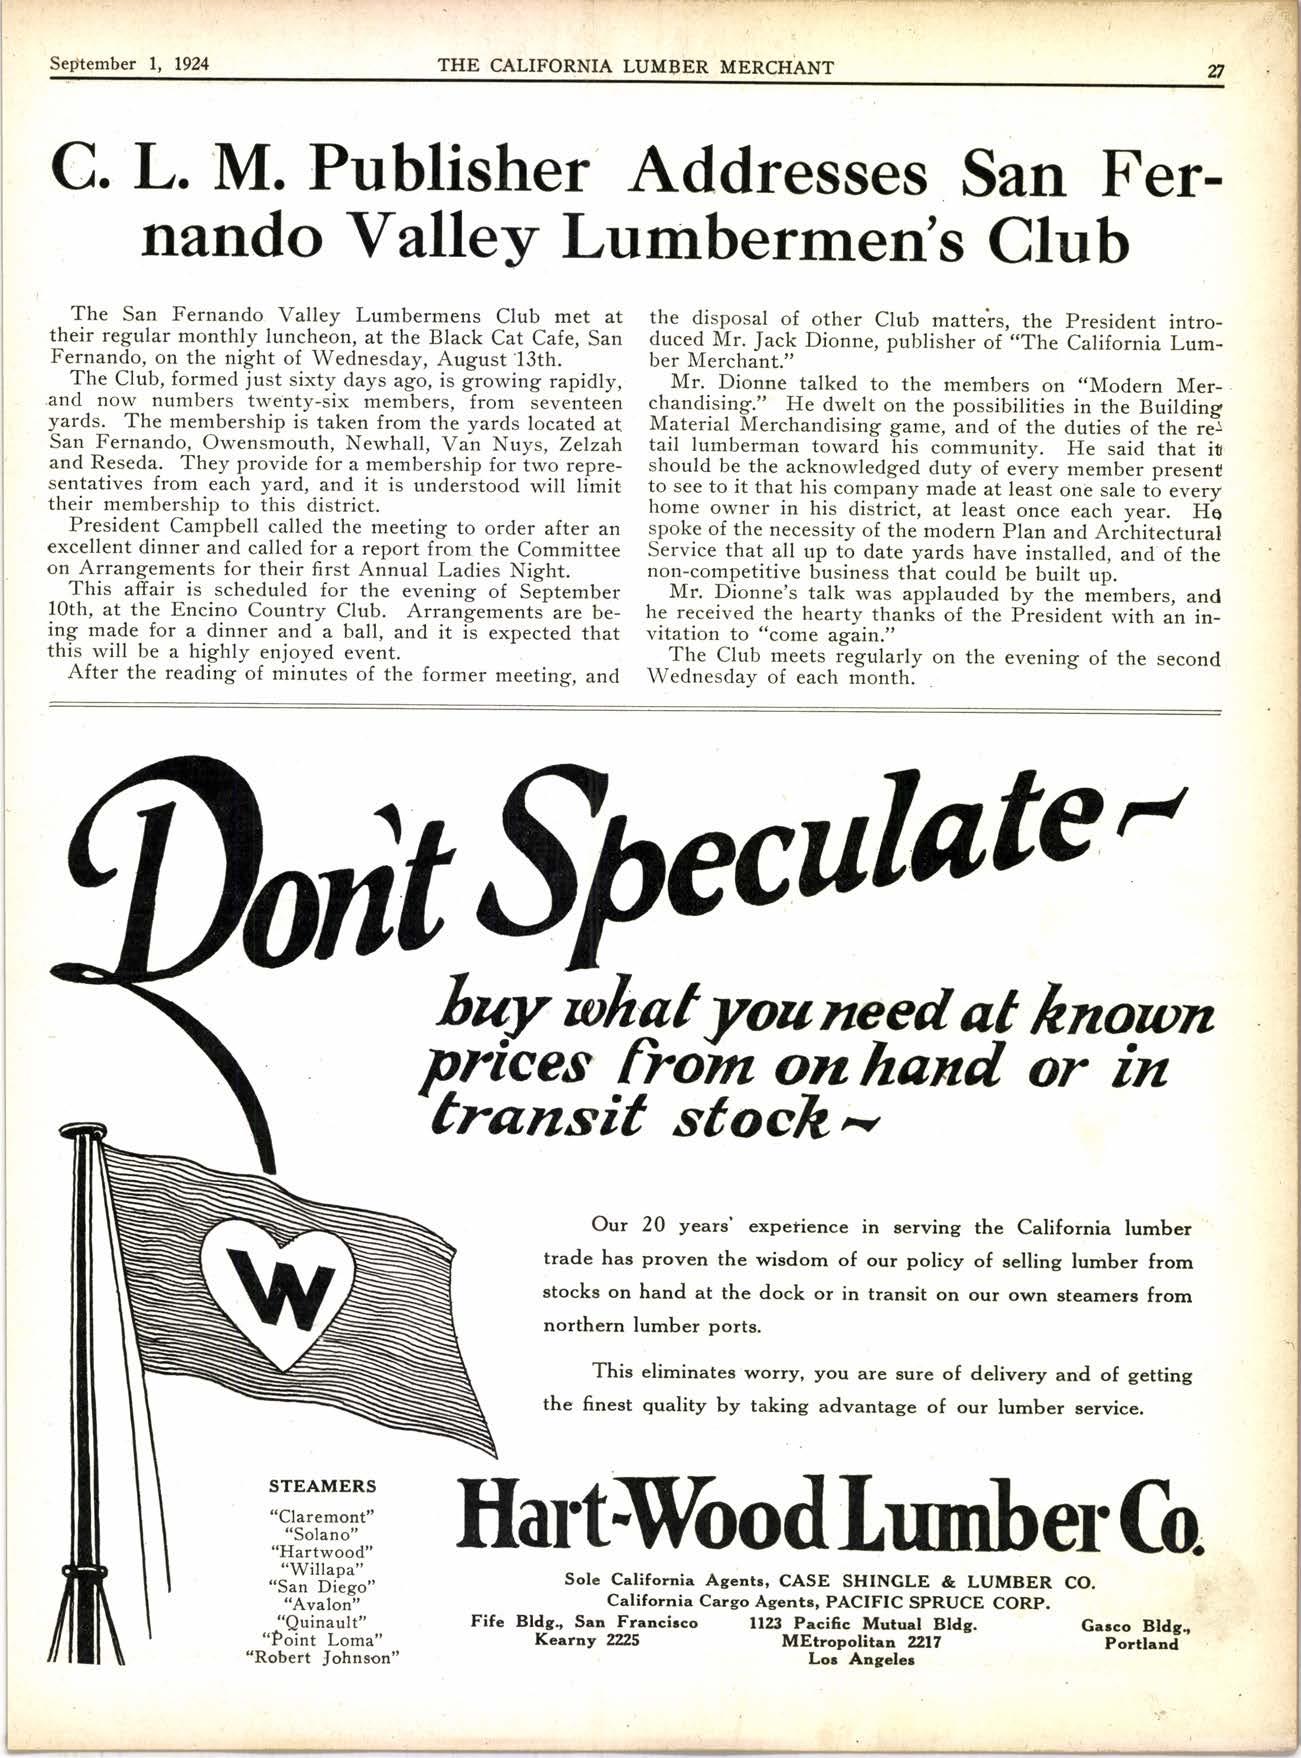 September 1, 1924
THE CALIFORNIA LUMBER MERCHANT
27
C. L. M. Publisher Addresses San Fer-
nando Valley Lumbermen's Club
The San Fernando Valley Lumbermens Club met at
their regular monthly luncheon, at the Black Cat Cafe, San
Fernando, on the night of Wednesday, August 13th.
The Club, formed just sixty days ago, is growing rapidly,
and now numbers twenty-six members, from seventeen
yards. The membership is taken from the yards located at
San Fernando, Owensmouth, Newhall, Van Nuys, Zelzah
and Reseda. They provide for a membership for two repre-
sentatives from each yard, and it is understood will limit
their membership to this district.
President Campbell called the meeting to order after an
excellent dinner and called for a report from the Committee
on Arrangements for their first Annual Ladies Night.
This affair is scheduled for the evening of September
10th, at the Encino Country Club. Arrangements are be-
ing made for a dinner and a ball, and it is expected that
this will be a highly enjoyed event.
After the reading of minutes of the former meeting, and
the disposal of other Club matters, the President intro-
duced Mr. Jack Dionne, publisher of "The California Lum-
ber Merchant."
Mr. Dionne talked to the members on "Modern Mer-
chandising." He dwelt on the possibilities in the Building
Material Merchandising game, and of the duties of the re-
tail lumberman toward his community. He said that it
should be the acknowledged duty of every member present
to see to it that his company made at least one sale to every
home owner in his district, at least once each year. He
spoke of the necessity of the modern Plan and Architectural
Service that all up to date yards have installed, and of the
non-competitive business that could be built up.
Mr. Dionne's talk was applauded by the members, and
he received the hearty thanks of the President with an in-
vitation to "come again."
The Club meets regularly on the evening of the second
Wednesday of each month.
Don't Speculate~
buy what you need at known
prices from on hand or in
transit stock~
W
Our 20 years' experience in serving the California lumber
trade has proven the wisdom of our policy of selling lumber from
stocks on hand at the dock or in transit on our own steamers from
northern lumber ports.
This eliminates worry, you are sure of delivery and of getting
the finest quality by taking advantage of our lumber service.
STEAMERS
"Claremont"
"Solano"
"Hartwood"
"Willapa"
"San Diego"
"Avalon"
"Quinault"
"Point Loma"
"Robert Johnson"
Hart-Wood Lumber Co.
Sole California Agents, CASE SHINGLE & LUMBER CO.
California Cargo Agents, PACIFIC SPRUCE CORP.
Fife Bldg., San Francisco
Kearny 2225
1123 Pacific Mutual Bldg.
MEtropolitan 2217
Los Angeles
Gasco Bldg.,
Portland